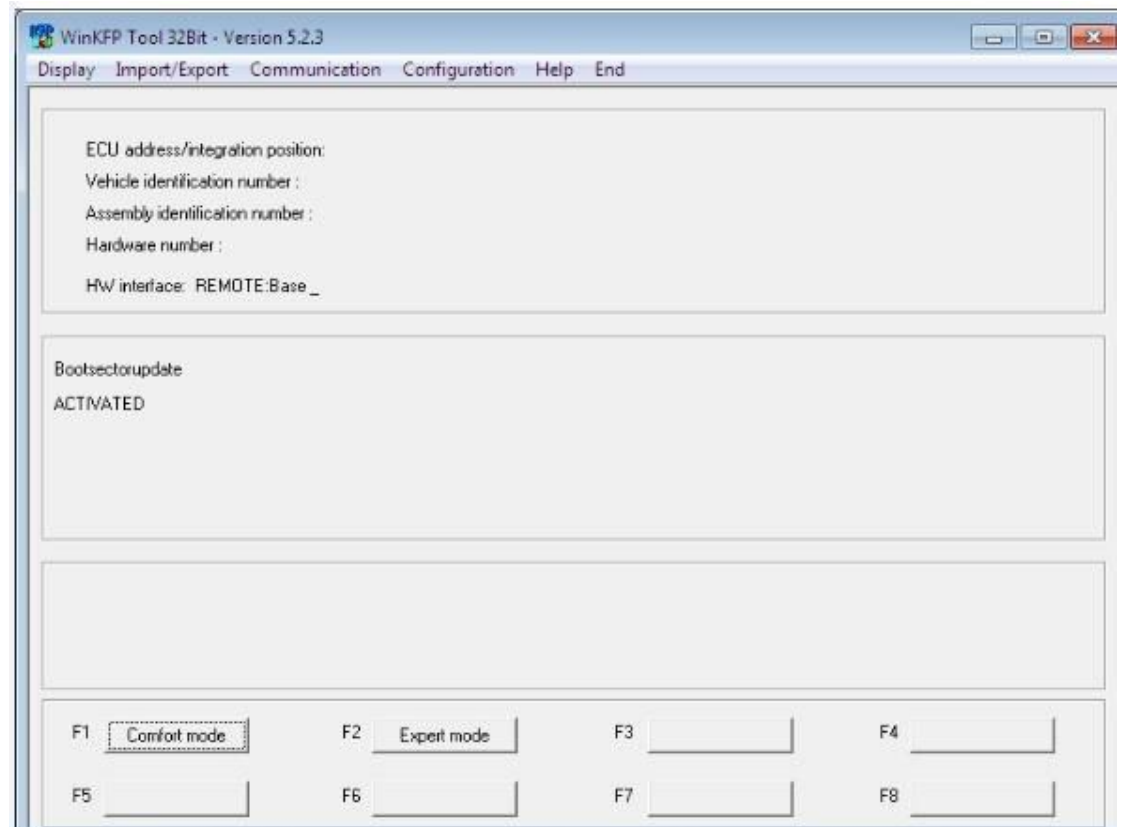 WinKFP Tool 32Bit - Version 5.2.3
Display Import/Export Communication Configuration Help End
ECU address/integration position:
Vehicle identification number :
Assembly identification number :
Hardware number :
HW interface: REMOTE:Base _
Bootsectorupdate
ACTIVATED
F1 Comfort mode F2 Expert mode F3 F4
F5 F6 F7 F8